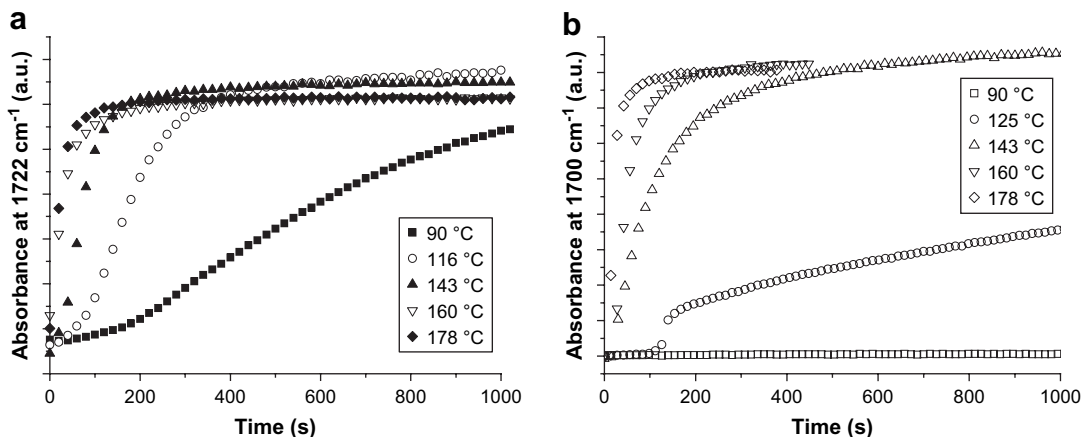 a
Absorbance at 1722 cm⁻¹ (a.u.)
90 °C
116 °C
143 °C
160 °C
178 °C
0 200 400 600 800 1000
Time (s)
b
Absorbance at 1700 cm⁻¹ (a.u.)
90 °C
125 °C
143 °C
160 °C
178 °C
0 200 400 600 800 1000
Time (s)